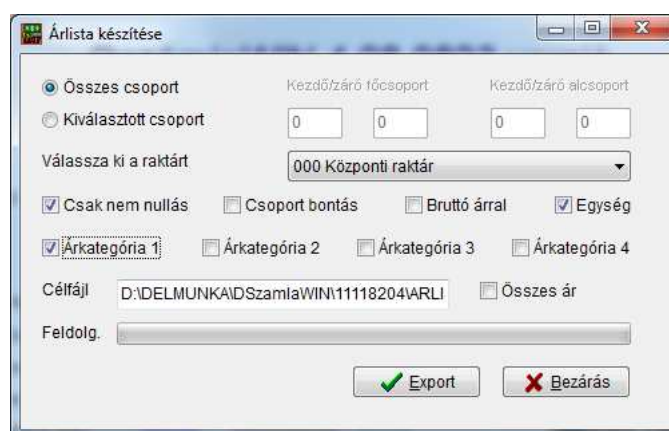 Árlista készítése
Összes csoport Kezdő/záró főcsoport Kezdő/záró alcsoport
Kiválasztott csoport 0 0 0 0
Válassza ki a raktárt 000 Központi raktár
Csak nem nullás Csoport bontás Bruttó árral Egység
Árkategória 1 Árkategória 2 Árkategória 3 Árkategória 4
Célfájl D:\DELMUNKA\DSzamlaWIN\11118204\ARLI Összes ár
Feldolg.
Export Bezárás